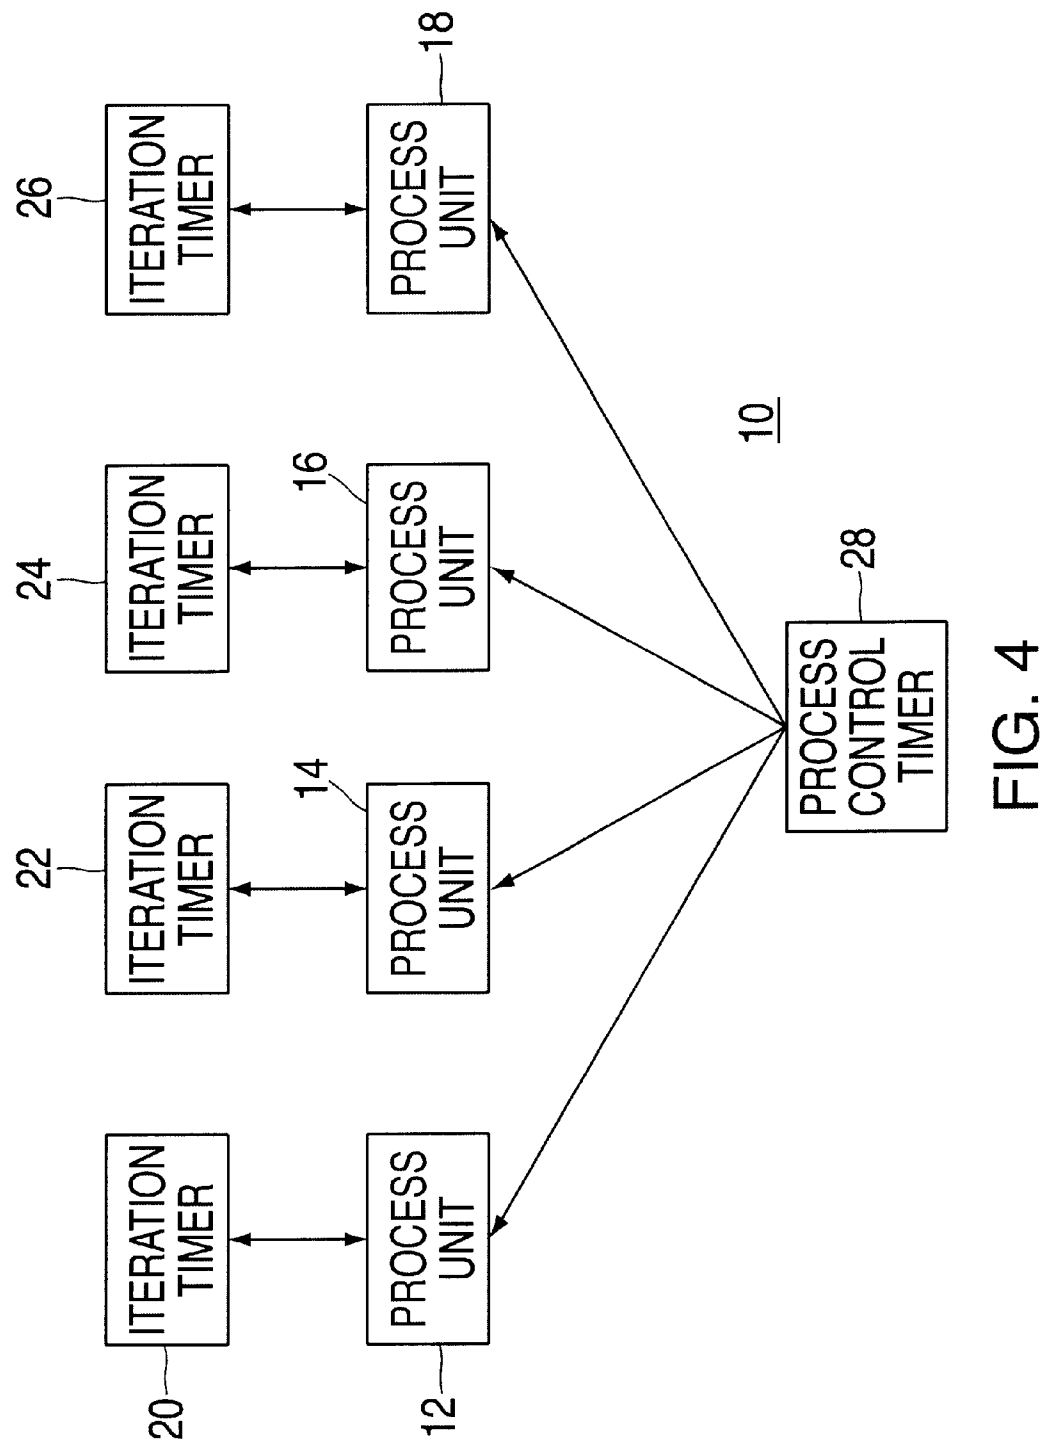 20
ITERATION
TIMER
22
ITERATION
TIMER
24
ITERATION
TIMER
26
ITERATION
TIMER
12
PROCESS
UNIT
14
PROCESS
UNIT
16
PROCESS
UNIT
18
PROCESS
UNIT
10
PROCESS
CONTROL
TIMER
28
FIG. 4